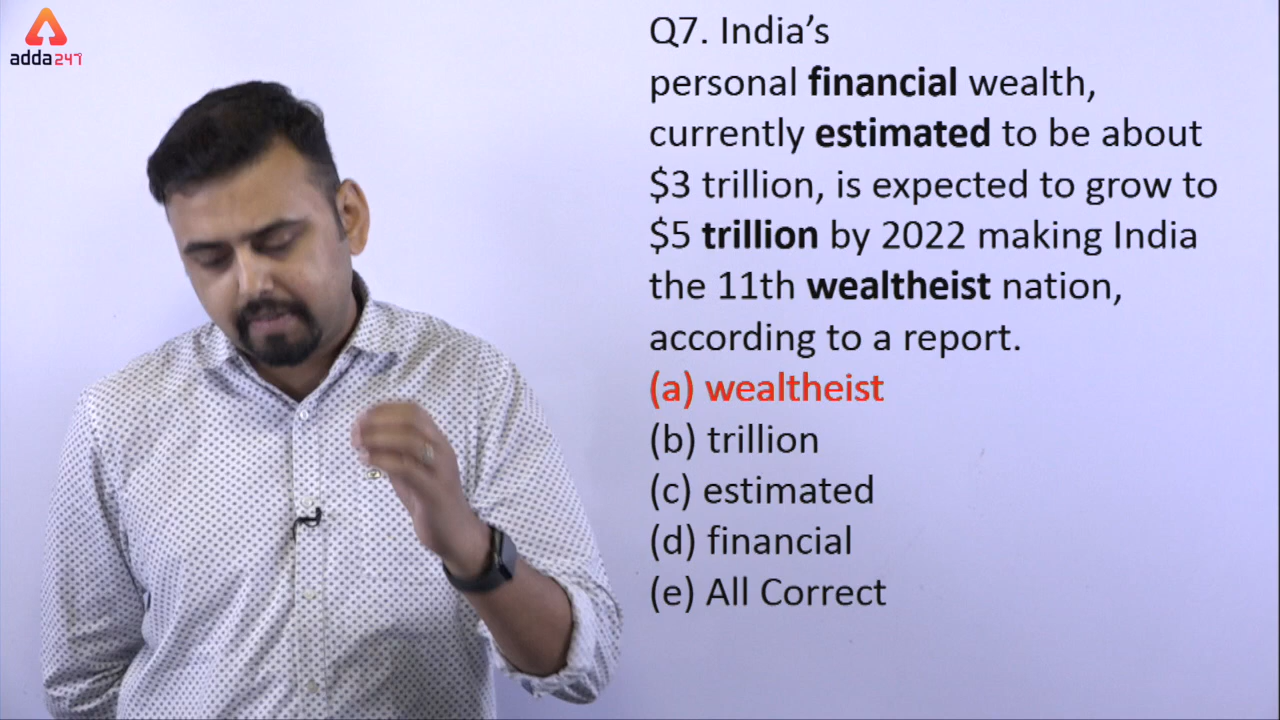 adda247
Q7. India’s
personal financial wealth,
currently estimated to be about
$3 trillion, is expected to grow to
$5 trillion by 2022 making India
the 11th wealtheist nation,
according to a report.
(a) wealtheist
(b) trillion
(c) estimated
(d) financial
(e) All Correct